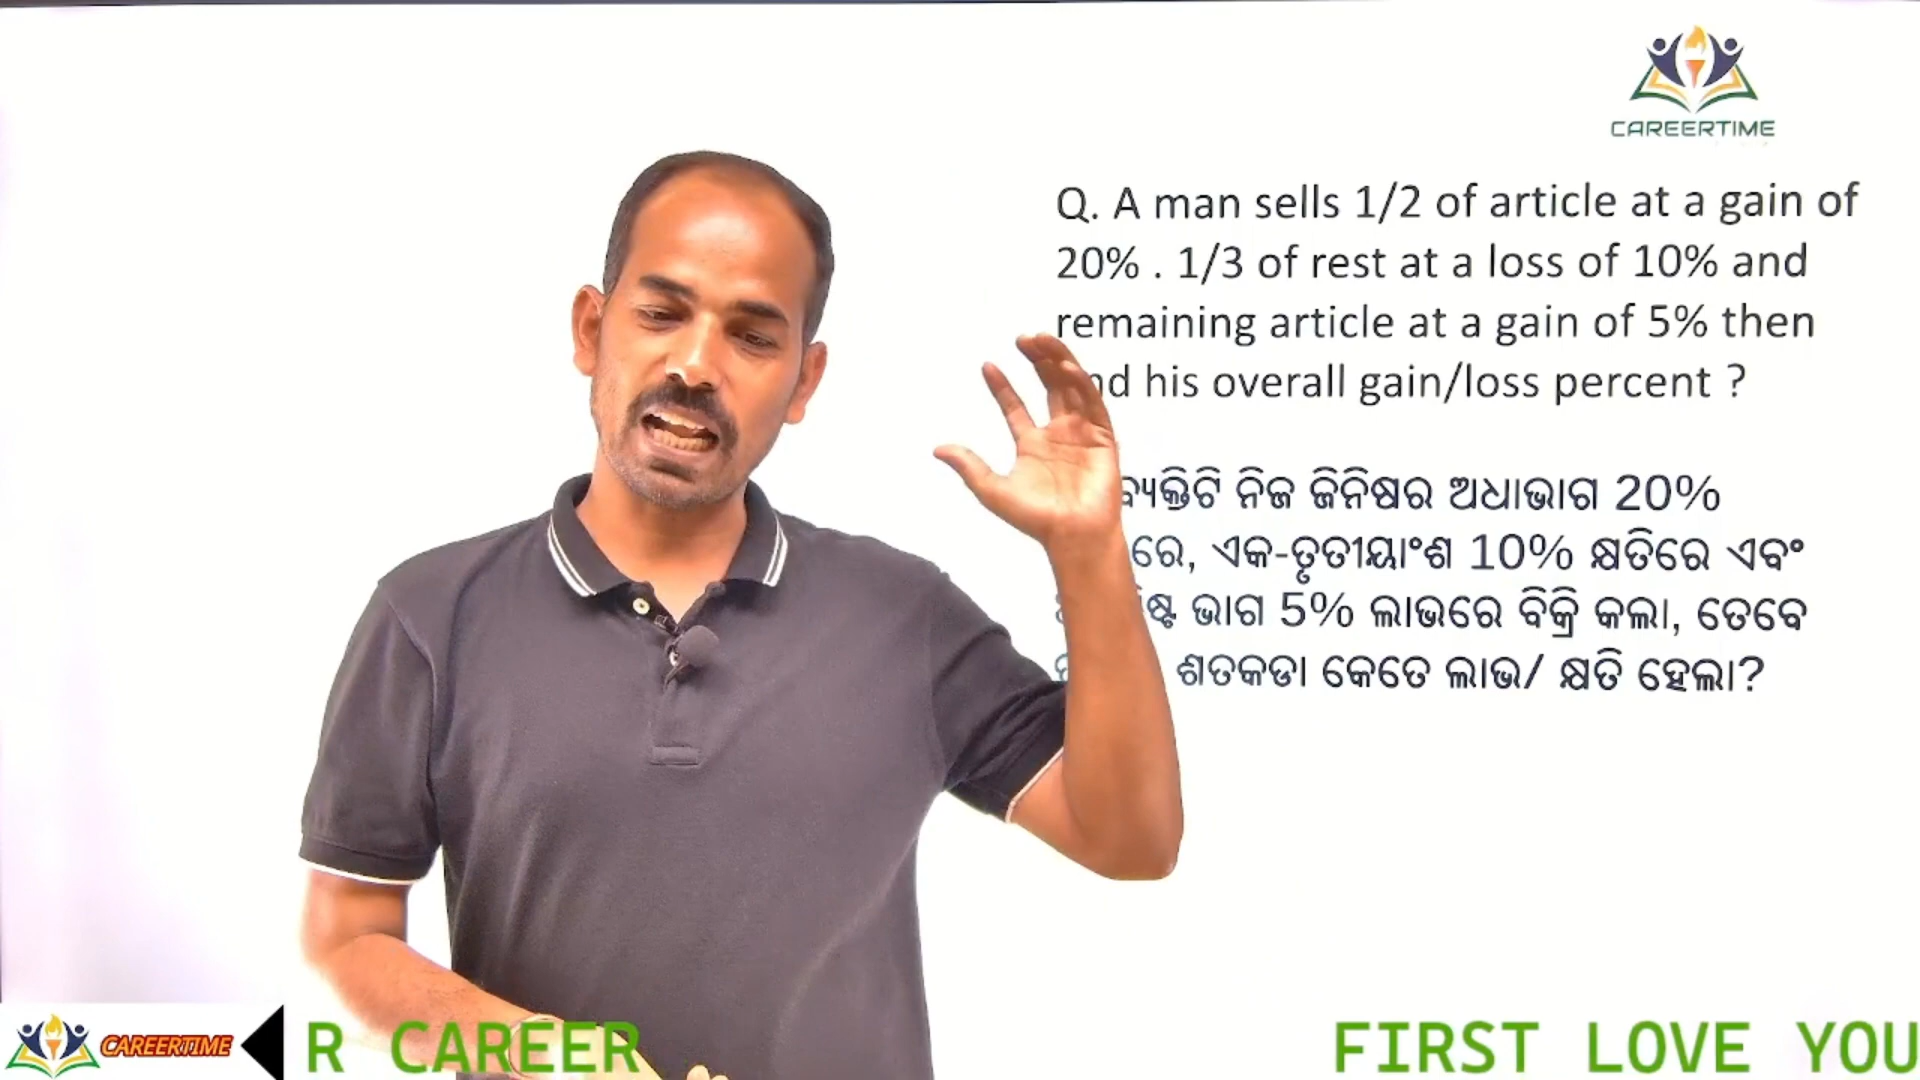 CAREERTIME
Q. A man sells 1/2 of article at a gain of
20% . 1/3 of rest at a loss of 10% and
remaining article at a gain of 5% then
his overall gain/loss percent ?
ବ୍ୟକ୍ତିଟି ନିଜ ଜିନିଷର ଅଧାଭାଗ 20%
ଏକ-ତୃତୀୟାଂଶ 10% କ୍ଷତିରେ ଏବଂ
ଭାଗ 5% ଲାଭରେ ବିକ୍ରି କଲା, ତେବେ
ଶତକଡା କେତେ ଲାଭ/ କ୍ଷତି ହେଲା?
CAREERTIME R CAREER FIRST LOVE YOU